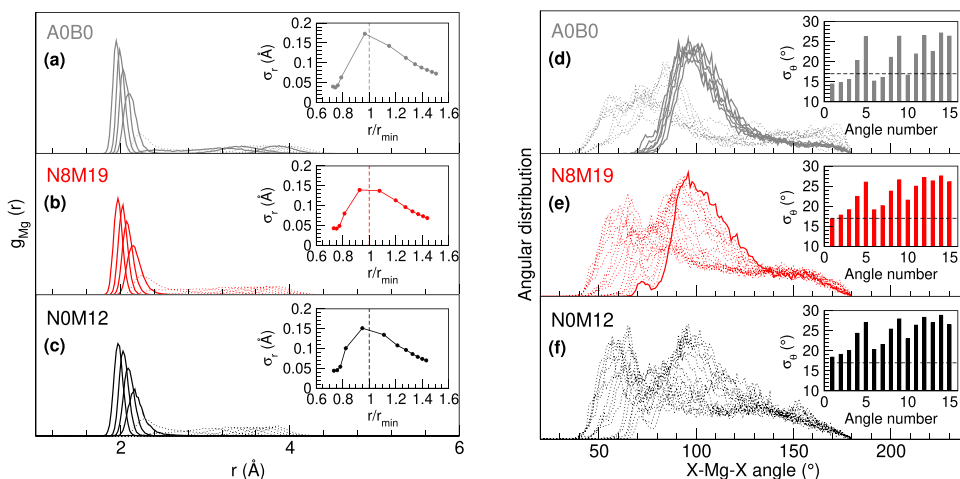 A0B0
(a)
σr (Å)
0.2
0.15
0.1
0.05
0
0.6 0.8 1 1.2 1.4 1.6
r/rmin
N8M19
(b)
σr (Å)
0.2
0.15
0.1
0.05
0
0.6 0.8 1 1.2 1.4 1.6
r/rmin
N0M12
(c)
σr (Å)
0.2
0.15
0.1
0.05
0
0.6 0.8 1 1.2 1.4 1.6
r/rmin
gMg (r)
2 4 6
r (Å)
A0B0
(d)
σθ (°)
30
25
20
15
10
0 5 10 15
Angle number
N8M19
(e)
σθ (°)
30
25
20
15
10
0 5 10 15
Angle number
N0M12
(f)
σθ (°)
30
25
20
15
10
0 5 10 15
Angle number
Angular distribution
50 100 150 200
X-Mg-X angle (°)